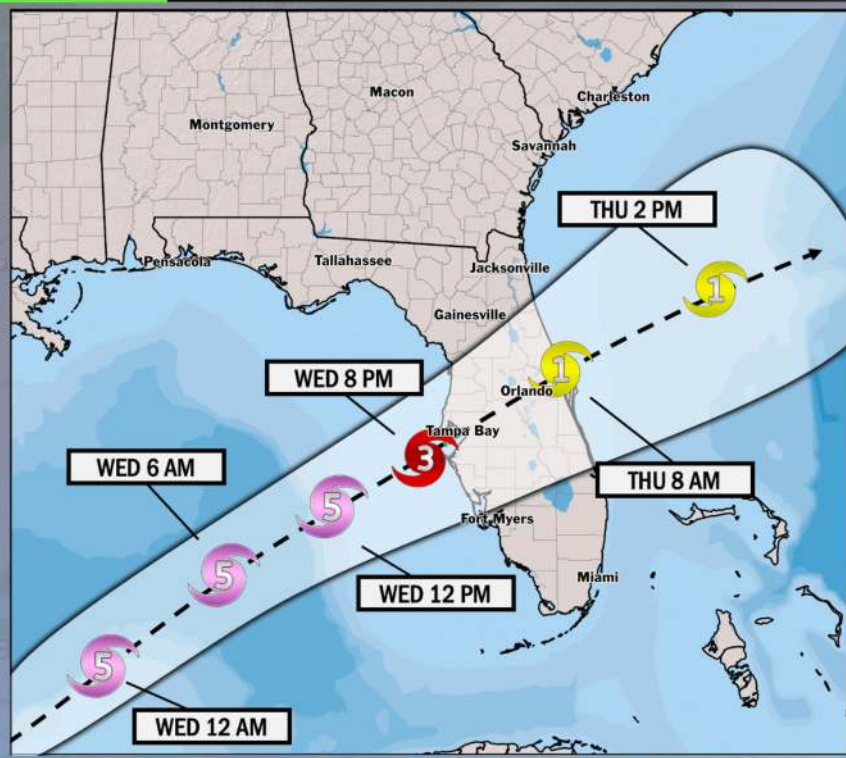 Macon
Charleston
Montgomery
Savannah
THU 2 PM
Pensacola
Tallahassee
Jacksonville
1
Gainesville
WED 8 PM
1
Orlando
Tampa Bay
3
WED 6 AM
THU 8 AM
5
Fort Myers
5
Miami
WED 12 PM
5
WED 12 AM